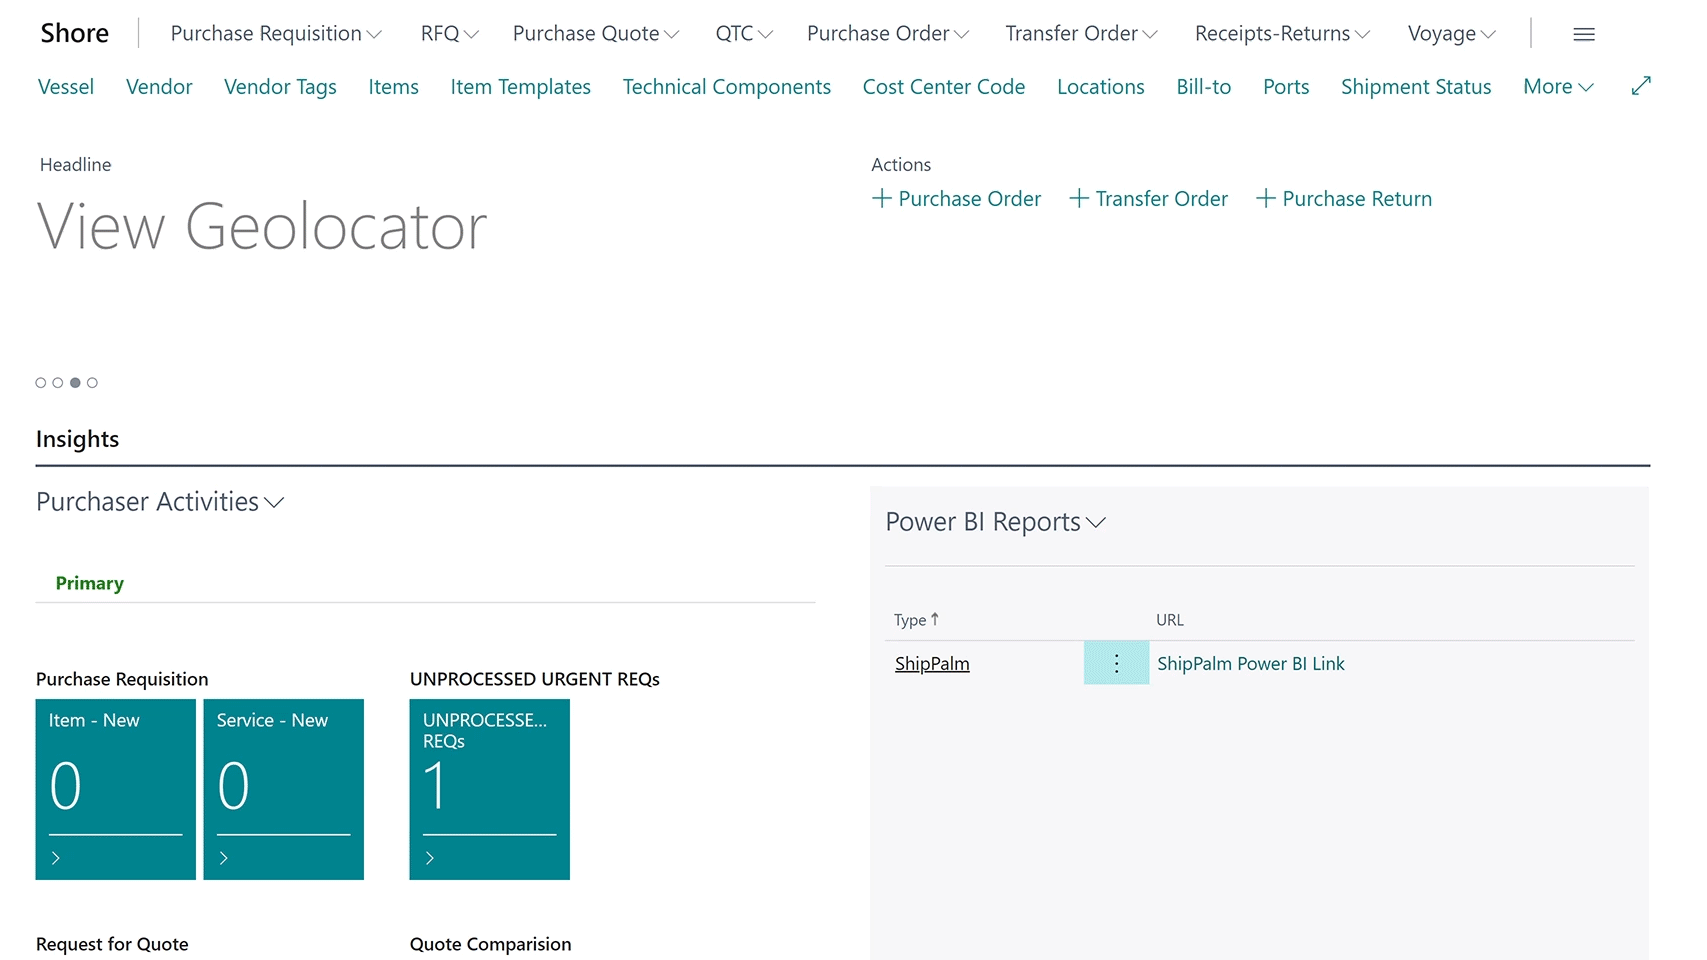 Shore
Purchase Requisition RFQ Purchase Quote QTC Purchase Order Transfer Order Receipts-Returns Voyage
Vessel Vendor Vendor Tags Items Item Templates Technical Components Cost Center Code Locations Bill-to Ports Shipment Status More
Headline
View Geolocator
Actions
+ Purchase Order + Transfer Order + Purchase Return
Insights
Purchaser Activities
Primary
Purchase Requisition
Item - New
0
Service - New
0
UNPROCESSED URGENT REQs
UNPROCESSE...
REQs
1
Request for Quote
Quote Comparision
Power BI Reports
Type ↑ URL
ShipPalm ShipPalm Power BI Link